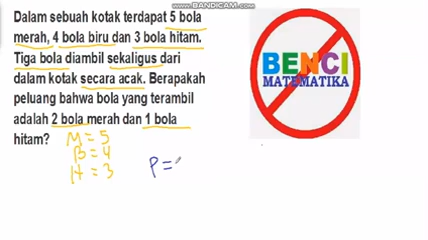 www.BANDICAM.com
Dalam sebuah kotak terdapat 5 bola
merah, 4 bola biru dan 3 bola hitam.
Tiga bola diambil sekaligus dari
dalam kotak secara acak. Berapakah
peluang bahwa bola yang terambil
adalah 2 bola merah dan 1 bola
hitam?
M = 5
B = 4
H = 3
P =
BENCI
MATEMATIKA